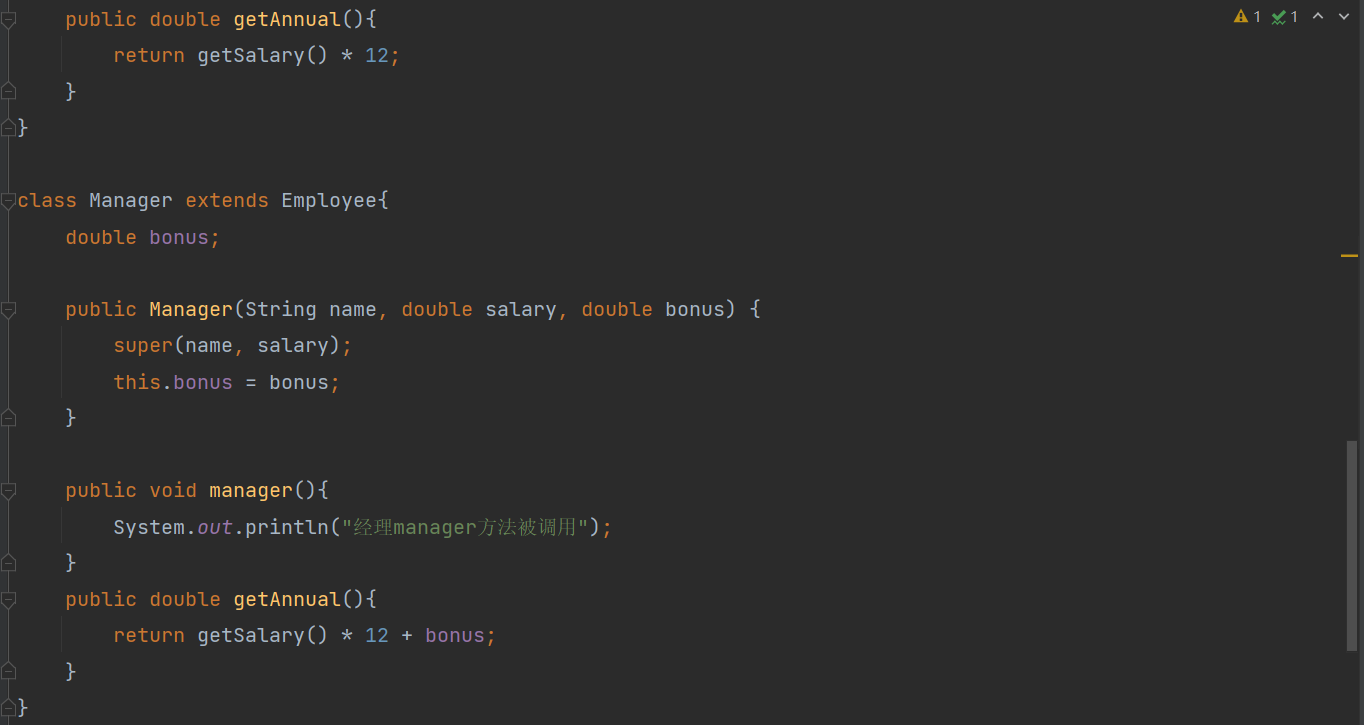 1 1
    public double getAnnual(){
        return getSalary() * 12;
    }
}

class Manager extends Employee{
    double bonus;

    public Manager(String name, double salary, double bonus) {
        super(name, salary);
        this.bonus = bonus;
    }

    public void manager(){
        System.out.println("经理manager方法被调用");
    }
    public double getAnnual(){
        return getSalary() * 12 + bonus;
    }
}